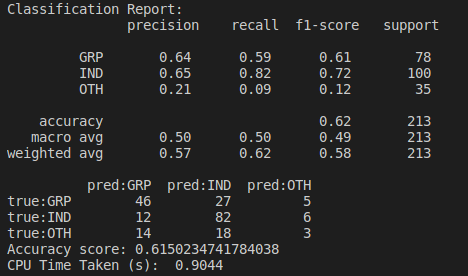 Classification Report:
              precision    recall  f1-score   support

         GRP       0.64      0.59      0.61        78
         IND       0.65      0.82      0.72       100
         OTH       0.21      0.09      0.12        35

    accuracy                           0.62       213
   macro avg       0.50      0.50      0.49       213
weighted avg       0.57      0.62      0.58       213

          pred:GRP  pred:IND  pred:OTH
true:GRP        46        27         5
true:IND        12        82         6
true:OTH        14        18         3
Accuracy score: 0.6150234741784038
CPU Time Taken (s):  0.9044